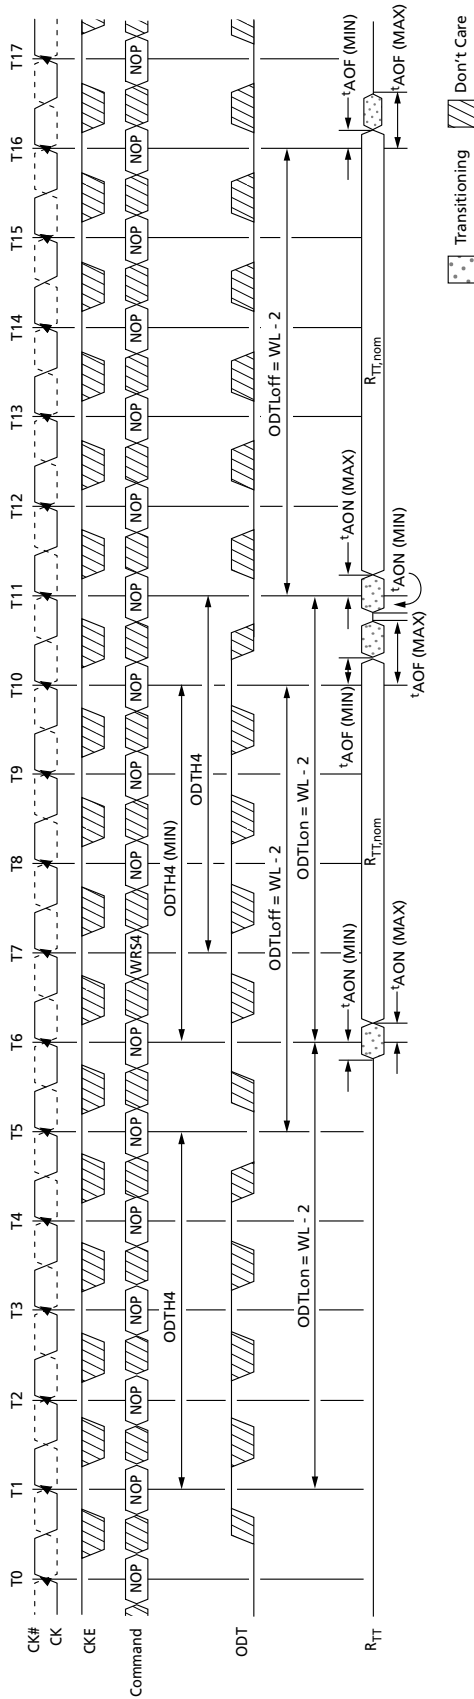 T0 T1 T2 T3 T4 T5 T6 T7 T8 T9 T10 T11 T12 T13 T14 T15 T16 T17
CK#
CK
CKE
Command NOP NOP NOP NOP NOP NOP NOP WRS4 NOP NOP NOP NOP NOP NOP NOP NOP NOP NOP
ODTH4 ODTH4 (MIN)
ODTH4
ODT
ODTLoff = WL - 2 ODTLoff = WL - 2
ODTLon = WL - 2 ODTLon = WL - 2
tAON (MIN) tAOF (MIN) tAON (MAX) tAOF (MIN)
RTT RTT,nom RTT,nom
tAON (MAX) tAOF (MAX) tAON (MIN) tAOF (MAX)
Transitioning Don't Care